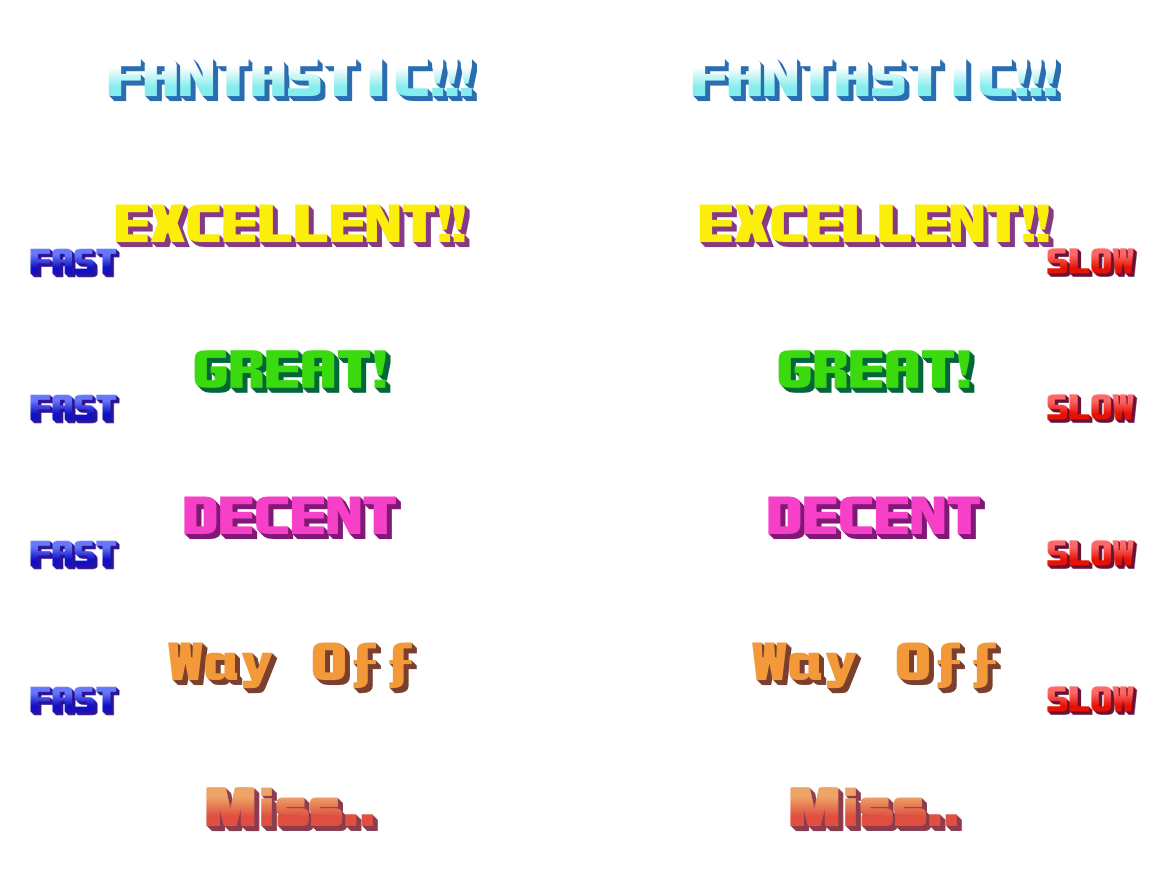 FANTASTIC!!! FANTASTIC!!!
EXCELLENT!! EXCELLENT!!
FAST SLOW
GREAT! GREAT!
FAST SLOW
DECENT DECENT
FAST SLOW
Way Off Way Off
FAST SLOW
Miss.. Miss..